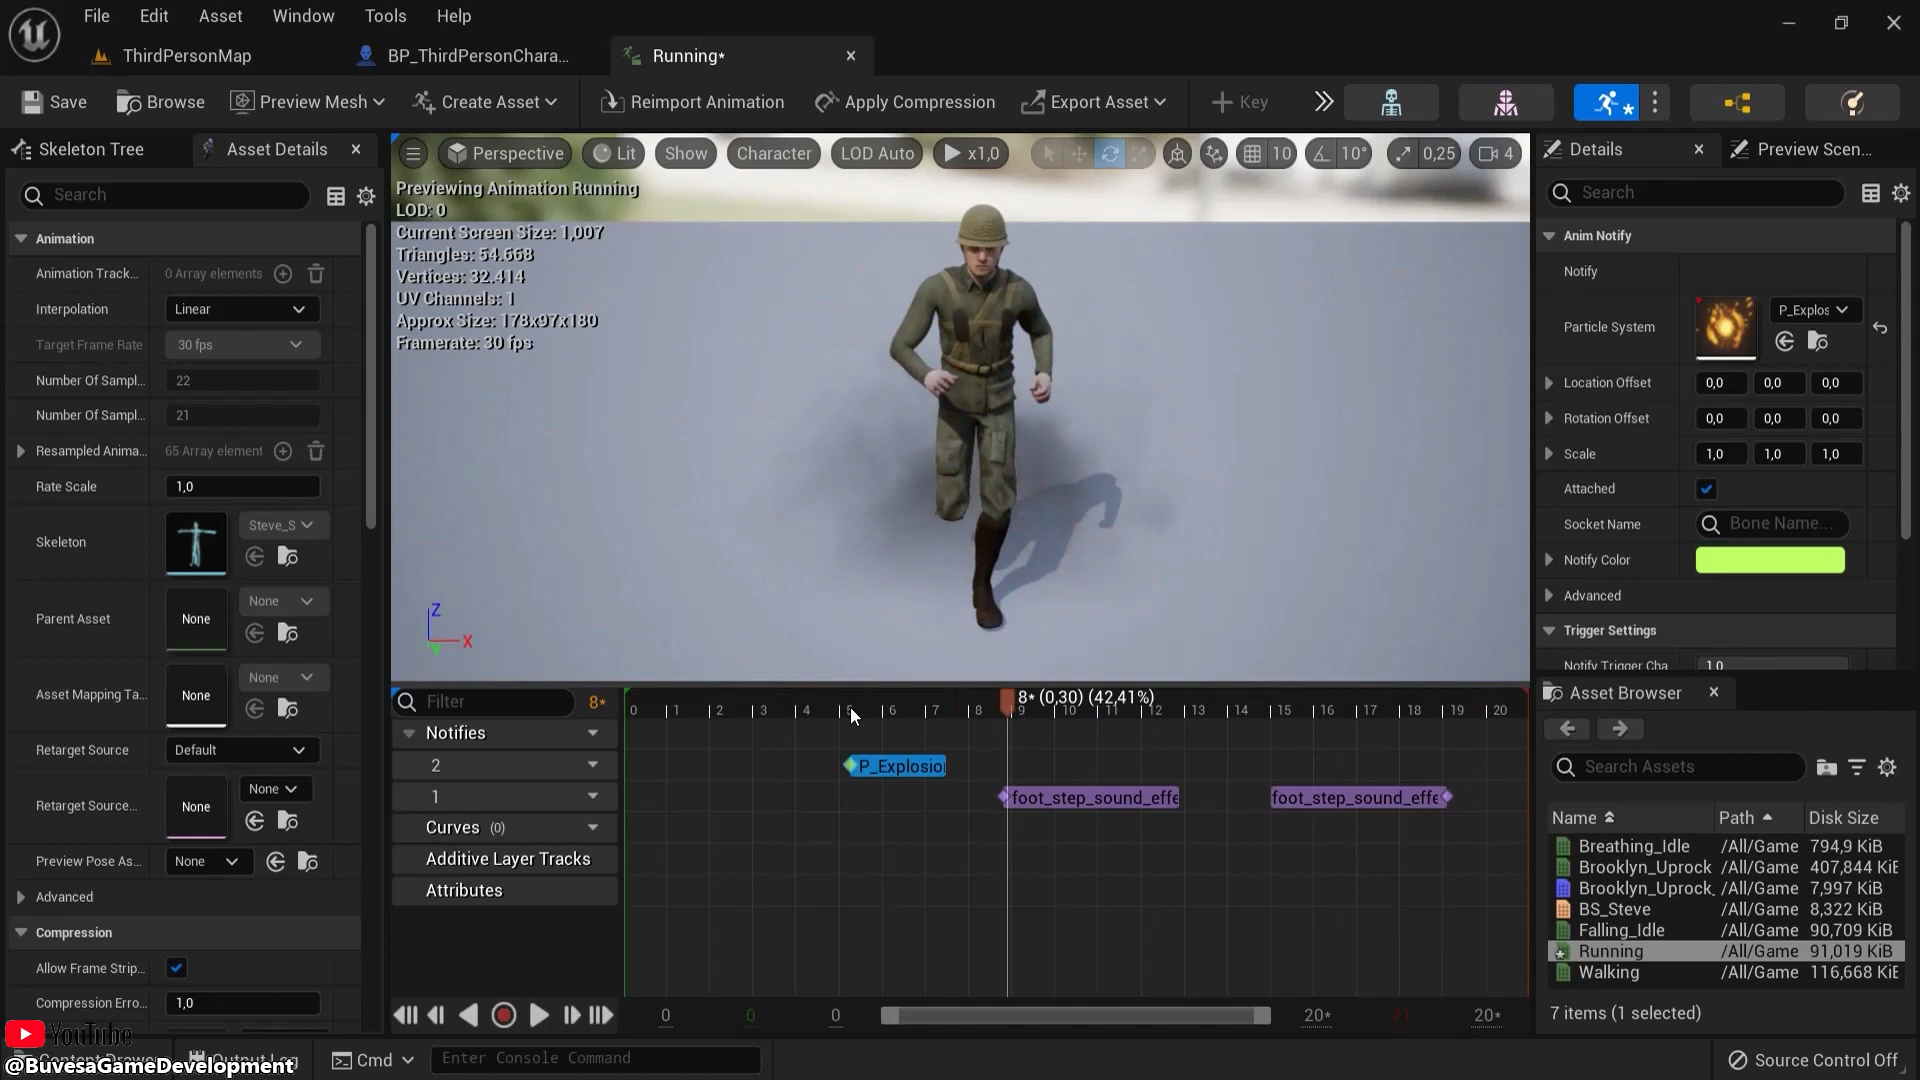 File Edit Asset Window Tools Help
ThirdPersonMap BP_ThirdPersonChara... Running*
Save Browse Preview Mesh Create Asset Reimport Animation Apply Compression Export Asset Key
Skeleton Tree Asset Details
Search
Animation
Animation Track... 0 Array elements
Interpolation Linear
Target Frame Rate 30 fps
Number Of Sampl... 22
Number Of Sampl... 21
Resampled Anima... 65 Array element
Rate Scale 1,0
Skeleton Steve_S
Parent Asset None None
Asset Mapping Ta... None None
Retarget Source Default
Retarget Source... None None
Preview Pose As... None
Advanced
Compression
Allow Frame Strip...
Compression Erro... 1,0
Perspective Lit Show Character LOD Auto x1,0 10 10° 0,25 4
Previewing Animation Running
LOD: 0
Current Screen Size: 1,007
Triangles: 54.668
Vertices: 32.414
UV Channels: 1
Approx Size: 178x97x180
Framerate: 30 fps
Z
X
Y
Filter 8*
8* (0,30) (42,41%)
0 1 2 3 4 5 6 7 8 9 10 11 12 13 14 15 16 17 18 19 20
Notifies
2 P_Explosio
1 foot_step_sound_effe foot_step_sound_effe
Curves (0)
Additive Layer Tracks
Attributes
0 0 0 20* 21 20*
Details Preview Scen...
Search
Anim Notify
Notify
Particle System P_Explos
Location Offset 0,0 0,0 0,0
Rotation Offset 0,0 0,0 0,0
Scale 1,0 1,0 1,0
Attached
Socket Name Bone Name...
Notify Color
Advanced
Trigger Settings
Notify Trigger Cha 1,0
Asset Browser
Search Assets
Name Path Disk Size
Breathing_Idle /All/Game 794,9 KiB
Brooklyn_Uprock /All/Game 407,844 KiB
Brooklyn_Uprock_ /All/Game 7,997 KiB
BS_Steve /All/Game 8,322 KiB
Falling_Idle /All/Game 90,709 KiB
Running /All/Game 91,019 KiB
Walking /All/Game 116,668 KiB
7 items (1 selected)
YouTube
Content Drawer Output Log Cmd Enter Console Command Source Control Off
@BuvesaGameDevelopment